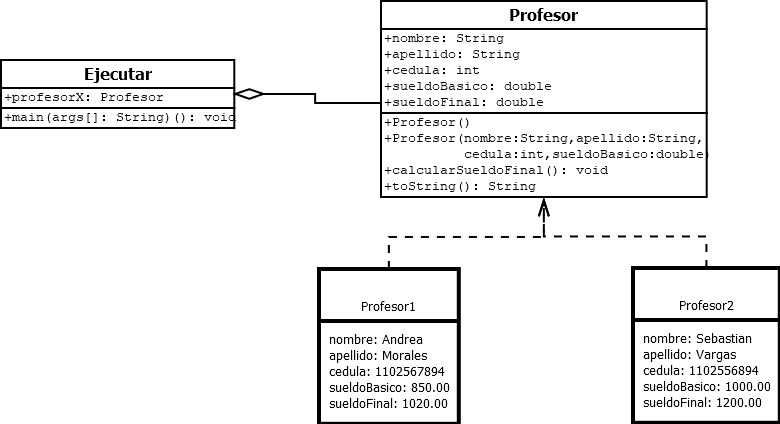 Profesor
+nombre: String
+apellido: String
+cedula: int
+sueldoBasico: double
+sueldoFinal: double
+Profesor()
+Profesor(nombre:String,apellido:String,
cedula:int,sueldoBasico:double)
+calcularSueldoFinal(): void
+toString(): String
Ejecutar
+profesorX: Profesor
+main(args[]: String)(): void
Profesor1
nombre: Andrea
apellido: Morales
cedula: 1102567894
sueldoBasico: 850.00
sueldoFinal: 1020.00
Profesor2
nombre: Sebastian
apellido: Vargas
cedula: 1102556894
sueldoBasico: 1000.00
sueldoFinal: 1200.00